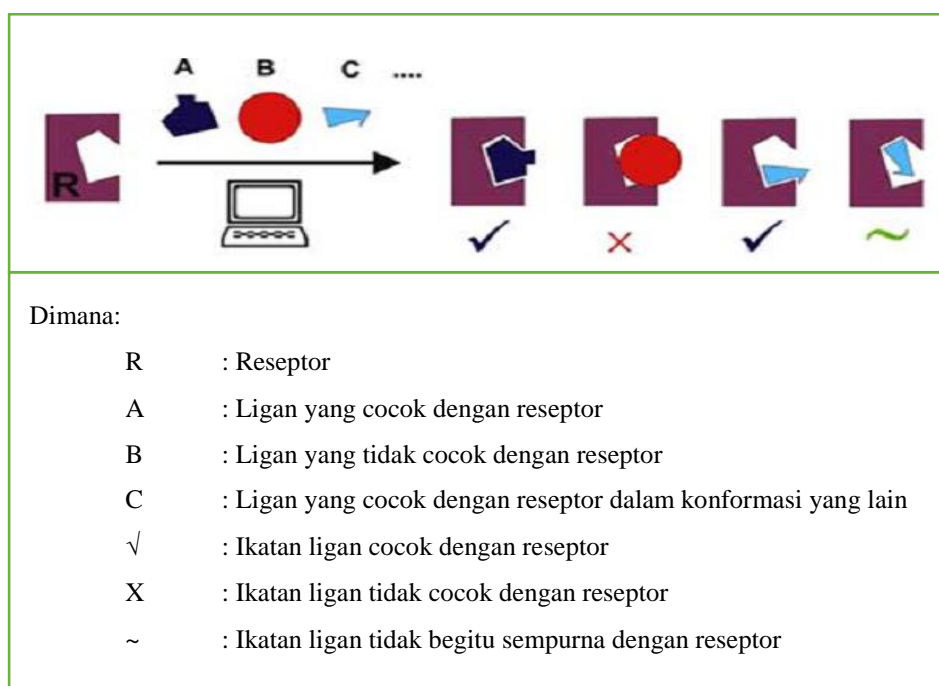 A B C ....
R
✓ × ✓ ~
Dimana:
R : Reseptor
A : Ligan yang cocok dengan reseptor
B : Ligan yang tidak cocok dengan reseptor
C : Ligan yang cocok dengan reseptor dalam konformasi yang lain
√ : Ikatan ligan cocok dengan reseptor
X : Ikatan ligan tidak cocok dengan reseptor
~ : Ikatan ligan tidak begitu sempurna dengan reseptor